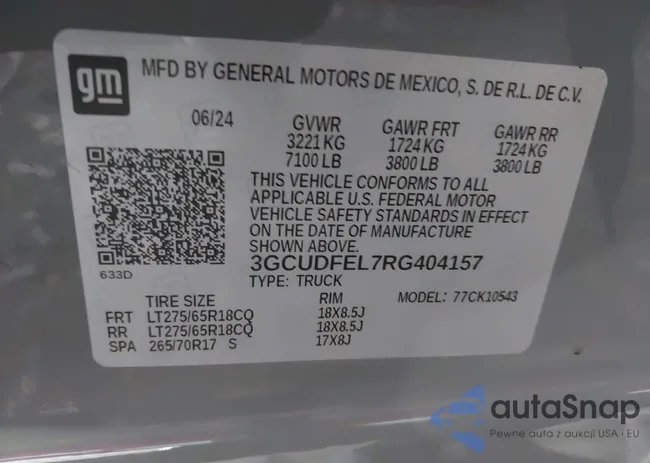 gm
MFD BY GENERAL MOTORS DE MEXICO, S. DE R.L. DE C.V.
06/24 GVWR GAWR FRT GAWR RR
3221 KG 1724 KG 1724 KG
7100 LB 3800 LB 3800 LB
THIS VEHICLE CONFORMS TO ALL
APPLICABLE U.S. FEDERAL MOTOR
VEHICLE SAFETY STANDARDS IN EFFECT
ON THE DATE OF MANUFACTURE
SHOWN ABOVE.
633D
3GCUDFEL7RG404157
TYPE: TRUCK MODEL: 77CK10543
TIRE SIZE RIM
FRT LT275/65R18CQ 18X8.5J
RR LT275/65R18CQ 18X8.5J
SPA 265/70R17 S 17X8J
autaSnap
Pewne auta z aukcji USA i EU